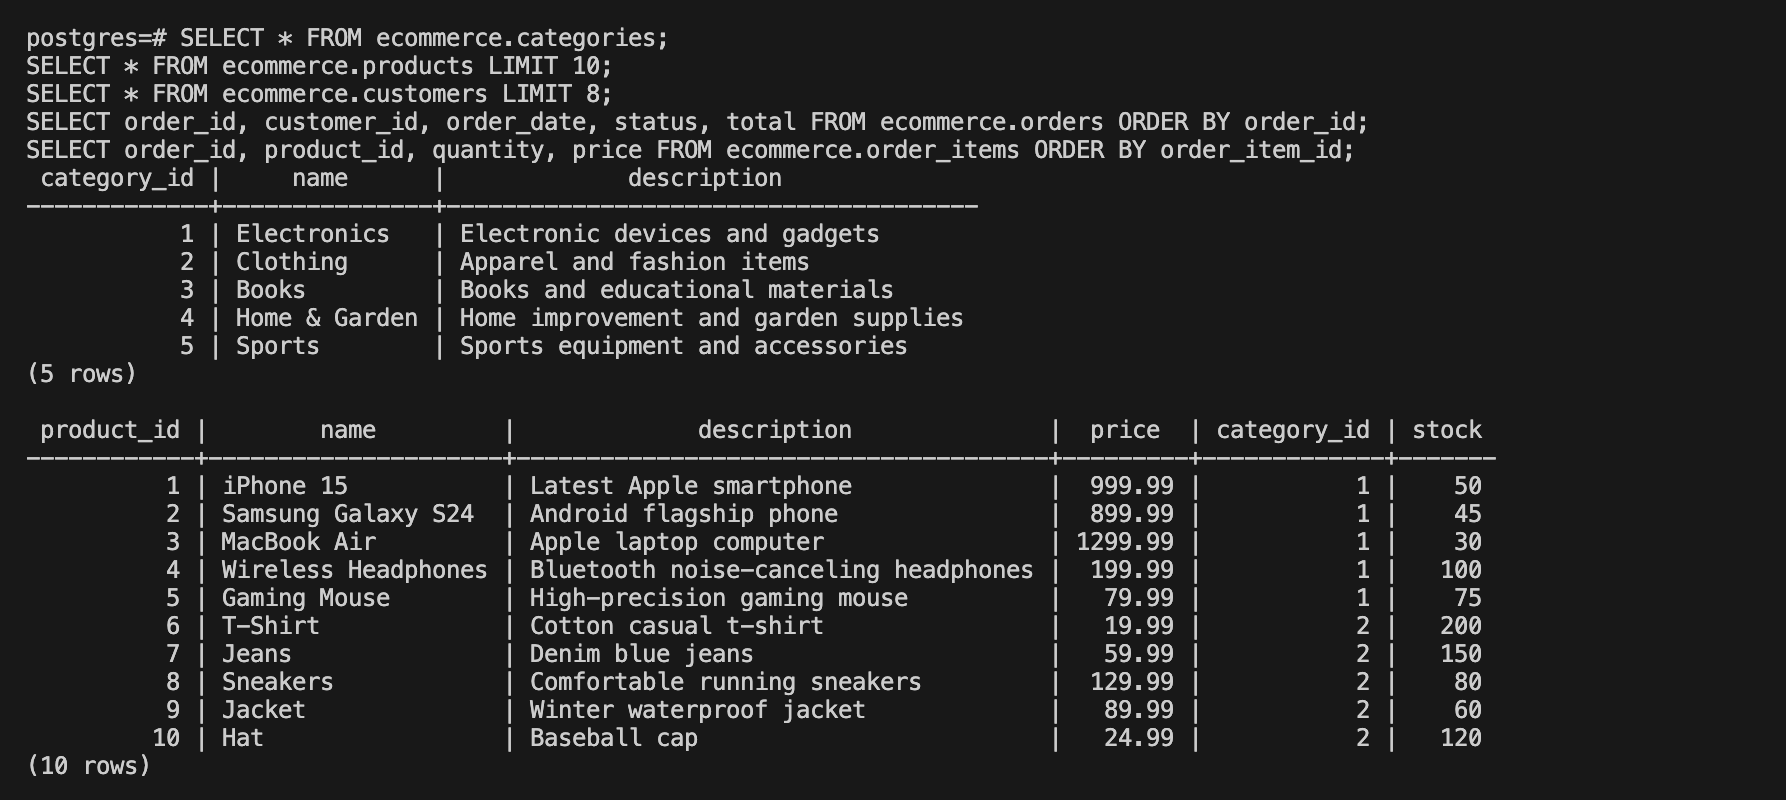 postgres=# SELECT * FROM ecommerce.categories;
SELECT * FROM ecommerce.products LIMIT 10;
SELECT * FROM ecommerce.customers LIMIT 8;
SELECT order_id, customer_id, order_date, status, total FROM ecommerce.orders ORDER BY order_id;
SELECT order_id, product_id, quantity, price FROM ecommerce.order_items ORDER BY order_item_id;
 category_id |     name      |             description
-------------+---------------+--------------------------------------
           1 | Electronics   | Electronic devices and gadgets
           2 | Clothing      | Apparel and fashion items
           3 | Books         | Books and educational materials
           4 | Home & Garden | Home improvement and garden supplies
           5 | Sports        | Sports equipment and accessories
(5 rows)

 product_id |        name         |             description              |  price  | category_id | stock
------------+---------------------+--------------------------------------+---------+-------------+-------
          1 | iPhone 15           | Latest Apple smartphone              |  999.99 |           1 |    50
          2 | Samsung Galaxy S24  | Android flagship phone               |  899.99 |           1 |    45
          3 | MacBook Air         | Apple laptop computer                | 1299.99 |           1 |    30
          4 | Wireless Headphones | Bluetooth noise-canceling headphones |  199.99 |           1 |   100
          5 | Gaming Mouse        | High-precision gaming mouse          |   79.99 |           1 |    75
          6 | T-Shirt             | Cotton casual t-shirt                |   19.99 |           2 |   200
          7 | Jeans               | Denim blue jeans                     |   59.99 |           2 |   150
          8 | Sneakers            | Comfortable running sneakers         |  129.99 |           2 |    80
          9 | Jacket              | Winter waterproof jacket             |   89.99 |           2 |    60
         10 | Hat                 | Baseball cap                         |   24.99 |           2 |   120
(10 rows)